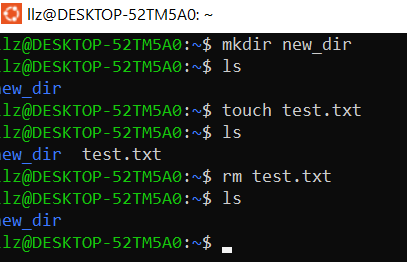 llz@DESKTOP-52TM5A0: ~
llz@DESKTOP-52TM5A0:~$ mkdir new_dir
llz@DESKTOP-52TM5A0:~$ ls
new_dir
llz@DESKTOP-52TM5A0:~$ touch test.txt
llz@DESKTOP-52TM5A0:~$ ls
new_dir  test.txt
llz@DESKTOP-52TM5A0:~$ rm test.txt
llz@DESKTOP-52TM5A0:~$ ls
new_dir
llz@DESKTOP-52TM5A0:~$